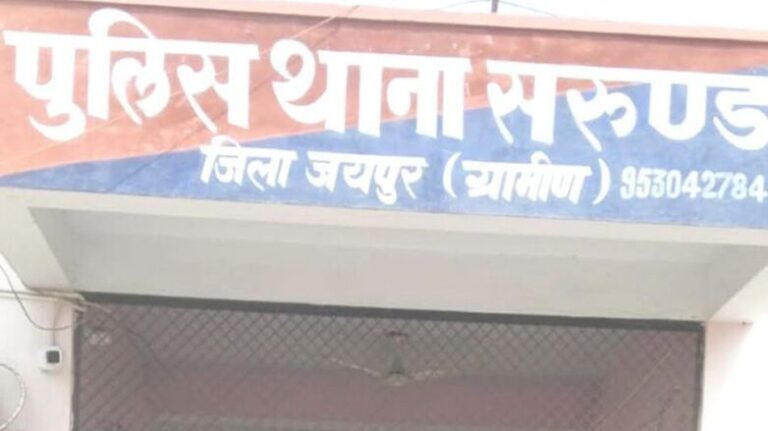 पुलिस थाना सरुण्ड
जिला जयपुर (ग्रामीण) 953042784